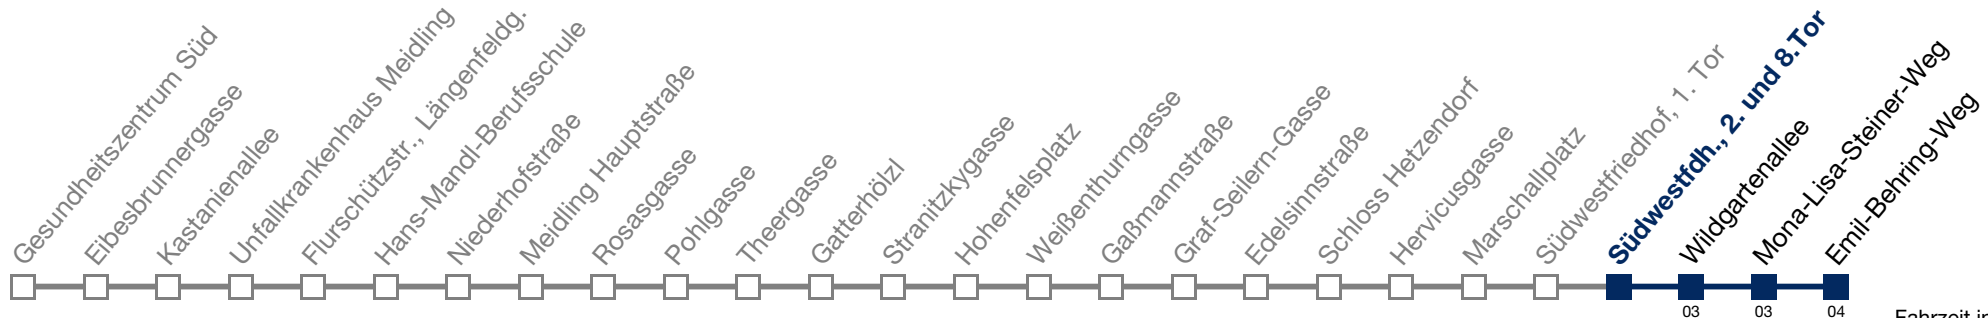 Gesundheitszentrum Süd
Eibesbrunnergasse
Kastanienallee
Unfallkrankenhaus Meidling
Flurschützstr., Längenfeldg.
Hans-Mandl-Berufsschule
Niederhofstraße
Meidling Hauptstraße
Rosasgasse
Pohlgasse
Theergasse
Gatterhölzl
Stranitzkygasse
Hohenfelsplatz
Weißenthurngasse
Gaßmannstraße
Graf-Seilern-Gasse
Edelsinnstraße
Schloss Hetzendorf
Hervicusgasse
Marschallplatz
Südwestfriedhof, 1. Tor
Südwestfdh., 2. und 8.Tor
Wildgartenallee
Mona-Lisa-Steiner-Weg
Emil-Behring-Weg
03 03 04
Fahrzeit